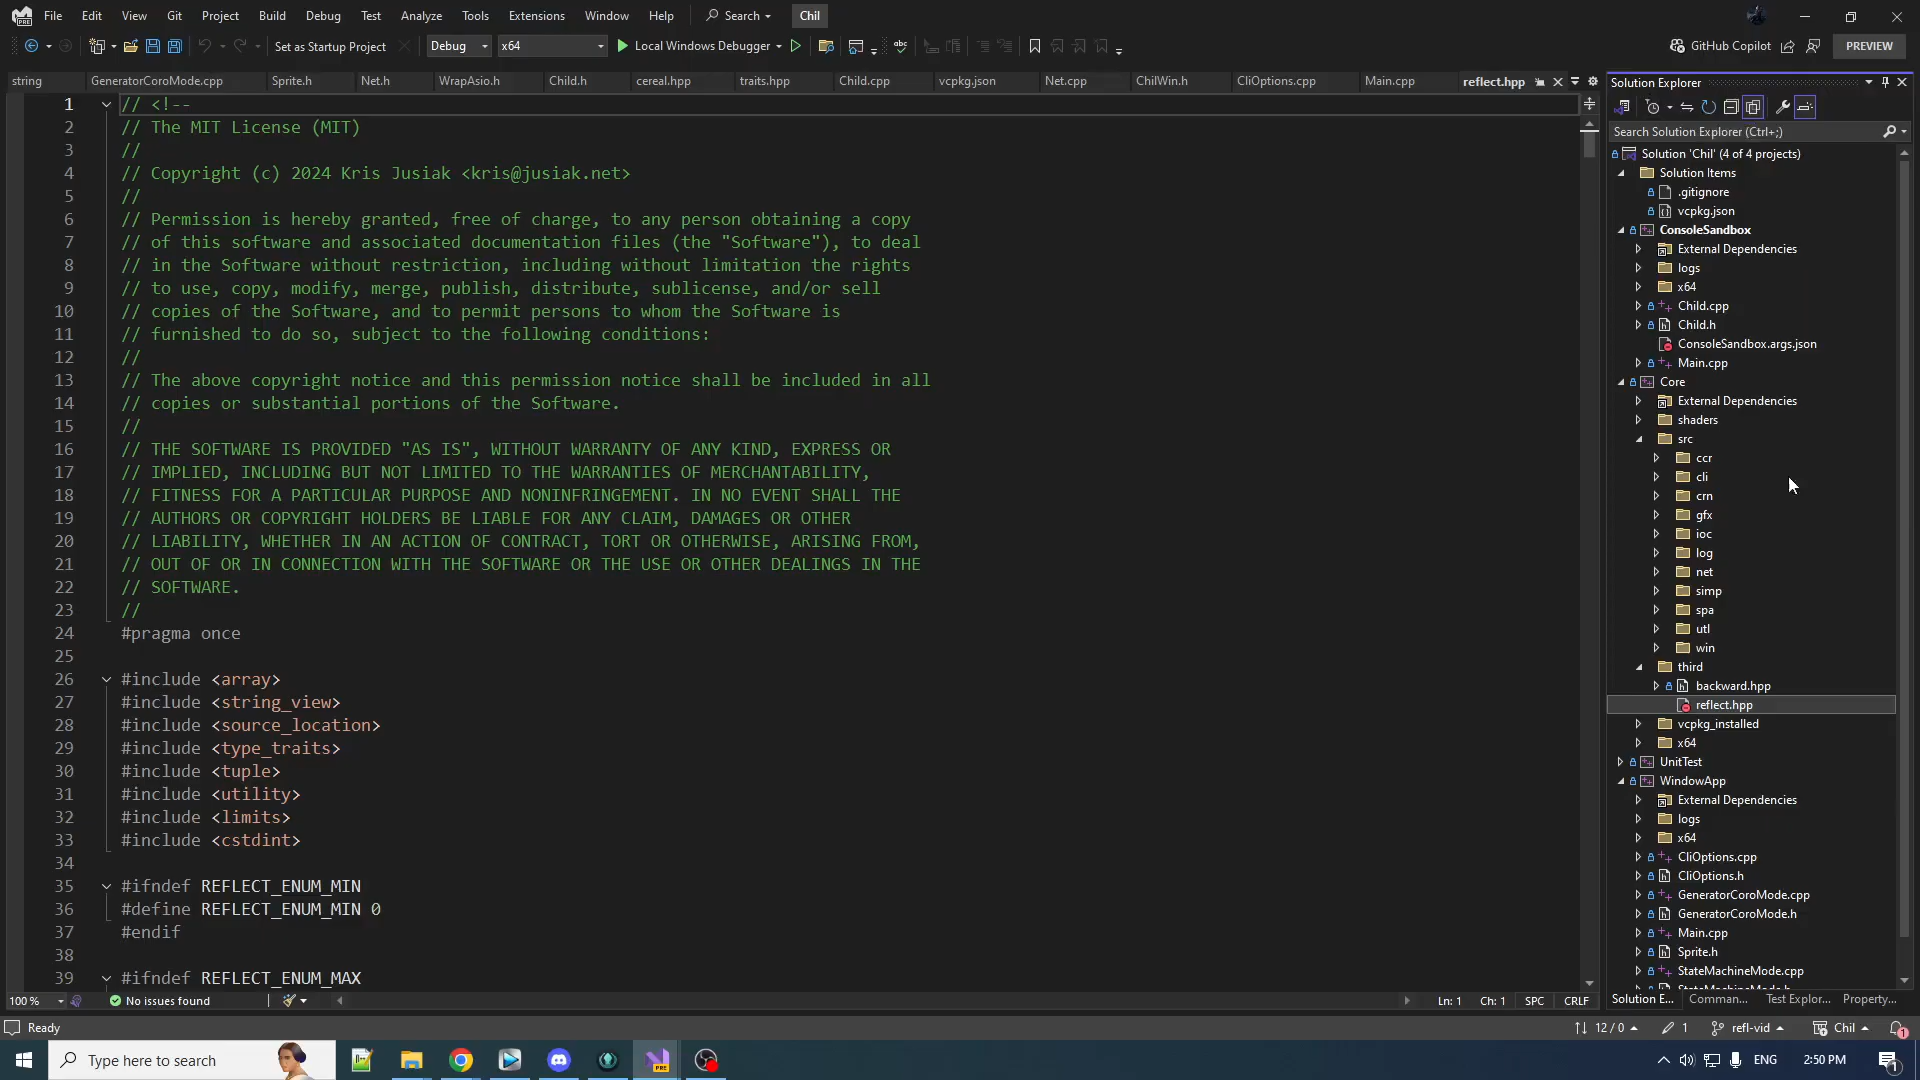 File Edit View Git Project Build Debug Test Analyze Tools Extensions Window Help Search Chil
Set as Startup Project Debug x64 Local Windows Debugger GitHub Copilot PREVIEW
string GeneratorCoroMode.cpp Sprite.h Net.h WrapAsio.h Child.h cereal.hpp traits.hpp Child.cpp vcpkg.json Net.cpp ChilWin.h CliOptions.cpp Main.cpp reflect.hpp
1 // <!--
2 // The MIT License (MIT)
3 //
4 // Copyright (c) 2024 Kris Jusiak <kris@jusiak.net>
5 //
6 // Permission is hereby granted, free of charge, to any person obtaining a copy
7 // of this software and associated documentation files (the "Software"), to deal
8 // in the Software without restriction, including without limitation the rights
9 // to use, copy, modify, merge, publish, distribute, sublicense, and/or sell
10 // copies of the Software, and to permit persons to whom the Software is
11 // furnished to do so, subject to the following conditions:
12 //
13 // The above copyright notice and this permission notice shall be included in all
14 // copies or substantial portions of the Software.
15 //
16 // THE SOFTWARE IS PROVIDED "AS IS", WITHOUT WARRANTY OF ANY KIND, EXPRESS OR
17 // IMPLIED, INCLUDING BUT NOT LIMITED TO THE WARRANTIES OF MERCHANTABILITY,
18 // FITNESS FOR A PARTICULAR PURPOSE AND NONINFRINGEMENT. IN NO EVENT SHALL THE
19 // AUTHORS OR COPYRIGHT HOLDERS BE LIABLE FOR ANY CLAIM, DAMAGES OR OTHER
20 // LIABILITY, WHETHER IN AN ACTION OF CONTRACT, TORT OR OTHERWISE, ARISING FROM,
21 // OUT OF OR IN CONNECTION WITH THE SOFTWARE OR THE USE OR OTHER DEALINGS IN THE
22 // SOFTWARE.
23 //
24 #pragma once
25
26 #include <array>
27 #include <string_view>
28 #include <source_location>
29 #include <type_traits>
30 #include <tuple>
31 #include <utility>
32 #include <limits>
33 #include <cstdint>
34
35 #ifndef REFLECT_ENUM_MIN
36 #define REFLECT_ENUM_MIN 0
37 #endif
38
39 #ifndef REFLECT_ENUM_MAX
100 % No issues found Ln: 1 Ch: 1 SPC CRLF
Solution Explorer
Search Solution Explorer (Ctrl+;)
Solution 'Chil' (4 of 4 projects)
Solution Items
.gitignore
vcpkg.json
ConsoleSandbox
External Dependencies
logs
x64
Child.cpp
Child.h
ConsoleSandbox.args.json
Main.cpp
Core
External Dependencies
shaders
src
ccr
cli
crn
gfx
ioc
log
net
simp
spa
utl
win
third
backward.hpp
reflect.hpp
vcpkg_installed
x64
UnitTest
WindowApp
External Dependencies
logs
x64
CliOptions.cpp
CliOptions.h
GeneratorCoroMode.cpp
GeneratorCoroMode.h
Main.cpp
Sprite.h
StateMachineMode.cpp
StateMachineMode.h
Solution E... Comman... Test Explor... Property...
Ready 12 / 0 1 refl-vid Chil 1
Type here to search PRE ENG 2:50 PM 1